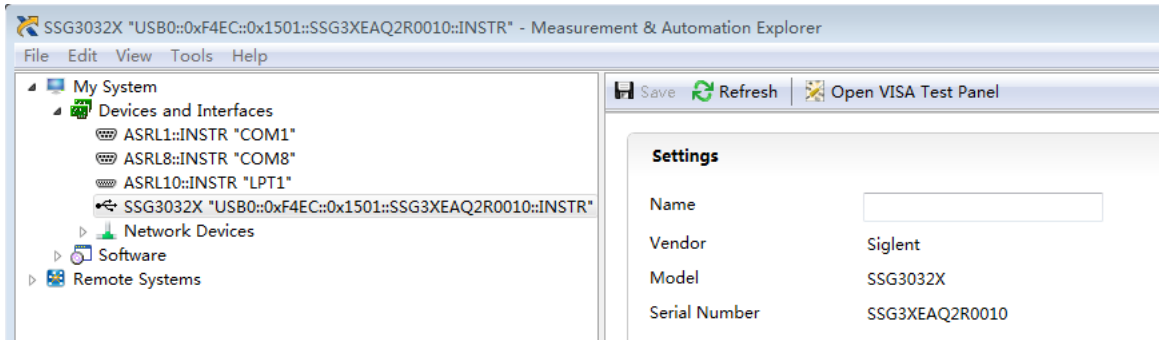 SSG3032X "USB0::0xF4EC::0x1501::SSG3XEAQ2R0010::INSTR" - Measurement & Automation Explorer
File Edit View Tools Help
My System
Devices and Interfaces
ASRL1::INSTR "COM1"
ASRL8::INSTR "COM8"
ASRL10::INSTR "LPT1"
SSG3032X "USB0::0xF4EC::0x1501::SSG3XEAQ2R0010::INSTR"
Network Devices
Software
Remote Systems
Save Refresh Open VISA Test Panel
Settings
Name
Vendor Siglent
Model SSG3032X
Serial Number SSG3XEAQ2R0010